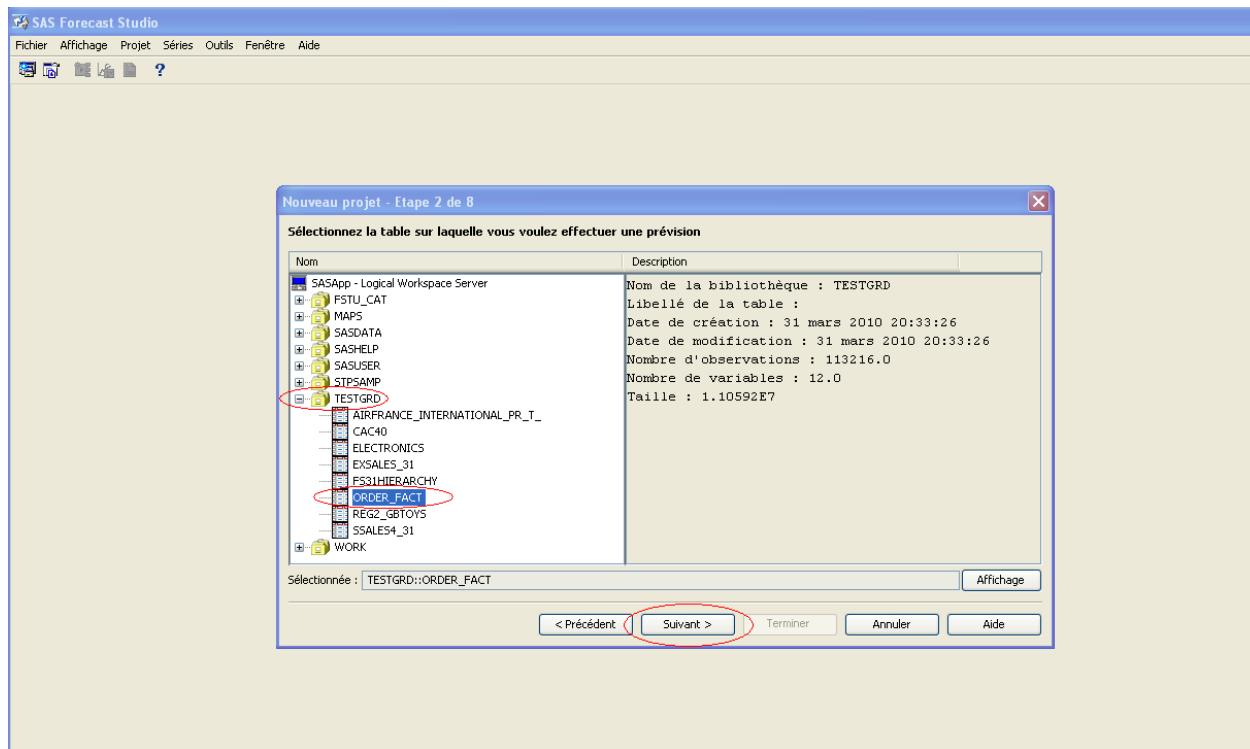 SAS Forecast Studio
Fichier Affichage Projet Séries Outils Fenêtre Aide
?
Nouveau projet - Etape 2 de 8
Sélectionnez la table sur laquelle vous voulez effectuer une prévision
Nom Description
SASApp - Logical Workspace Server
FSTU_CAT
MAPS
SASDATA
SASHELP
SASUSER
STPSAMP
TESTGRD
AIRFRANCE_INTERNATIONAL_PR_T_
CAC40
ELECTRONICS
EXSALES_31
FS31HIERARCHY
ORDER_FACT
REG2_GBTOYS
SSALES4_31
WORK
Nom de la bibliothèque : TESTGRD
Libellé de la table :
Date de création : 31 mars 2010 20:33:26
Date de modification : 31 mars 2010 20:33:26
Nombre d'observations : 113216.0
Nombre de variables : 12.0
Taille : 1.10592E7
Sélectionnée : TESTGRD::ORDER_FACT Affichage
< Précédent Suivant > Terminer Annuler Aide